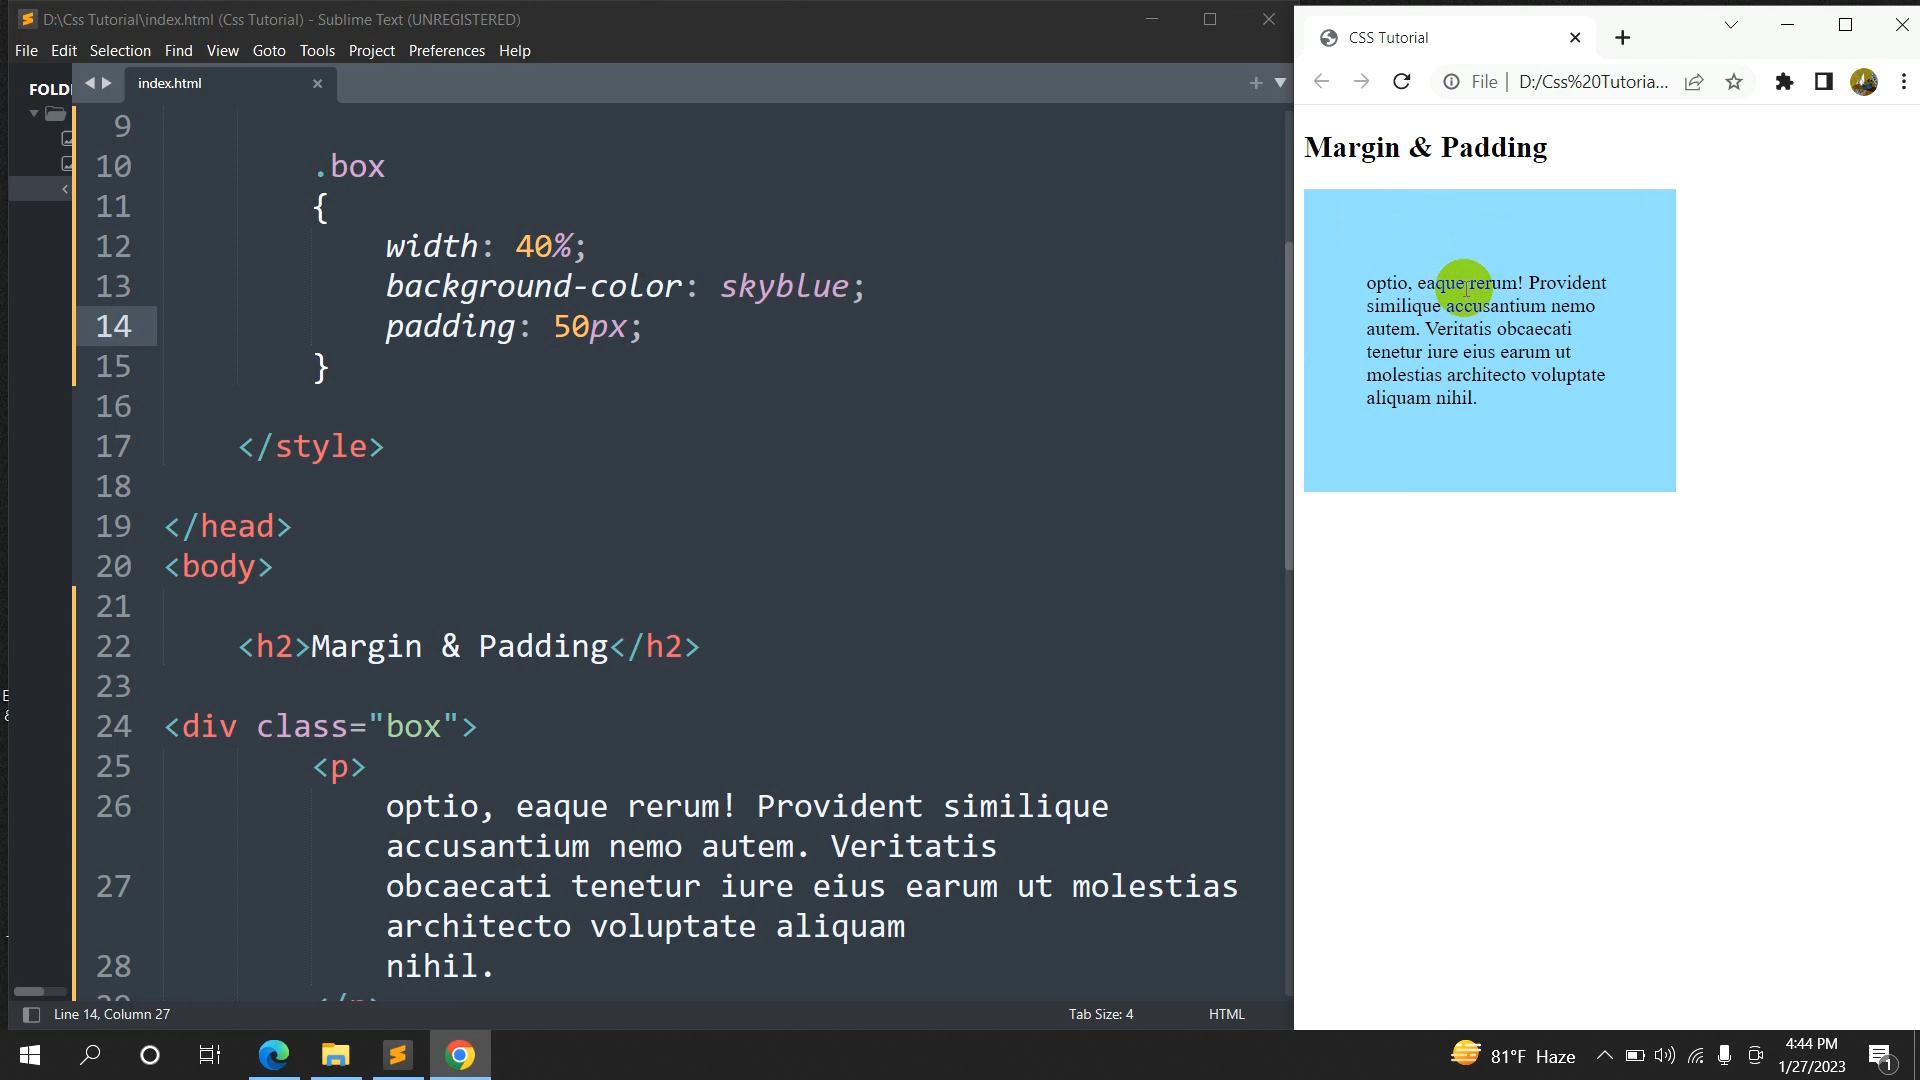 D:\Css Tutorial\index.html (Css Tutorial) - Sublime Text (UNREGISTERED)
File Edit Selection Find View Goto Tools Project Preferences Help
FOLD
index.html
9
10 .box
11 {
12 width: 40%;
13 background-color: skyblue;
14 padding: 50px;
15 }
16
17 </style>
18
19 </head>
20 <body>
21
22 <h2>Margin & Padding</h2>
23
24 <div class="box">
25 <p>
26 optio, eaque rerum! Provident similique
accusantium nemo autem. Veritatis
27 obcaecati tenetur iure eius earum ut molestias
architecto voluptate aliquam
28 nihil.
Line 14, Column 27
Tab Size: 4
HTML
CSS Tutorial
File D:/Css%20Tutoria...
Margin & Padding
optio, eaque rerum! Provident
similique accusantium nemo
autem. Veritatis obcaecati
tenetur iure eius earum ut
molestias architecto voluptate
aliquam nihil.
81°F Haze
4:44 PM
1/27/2023
1